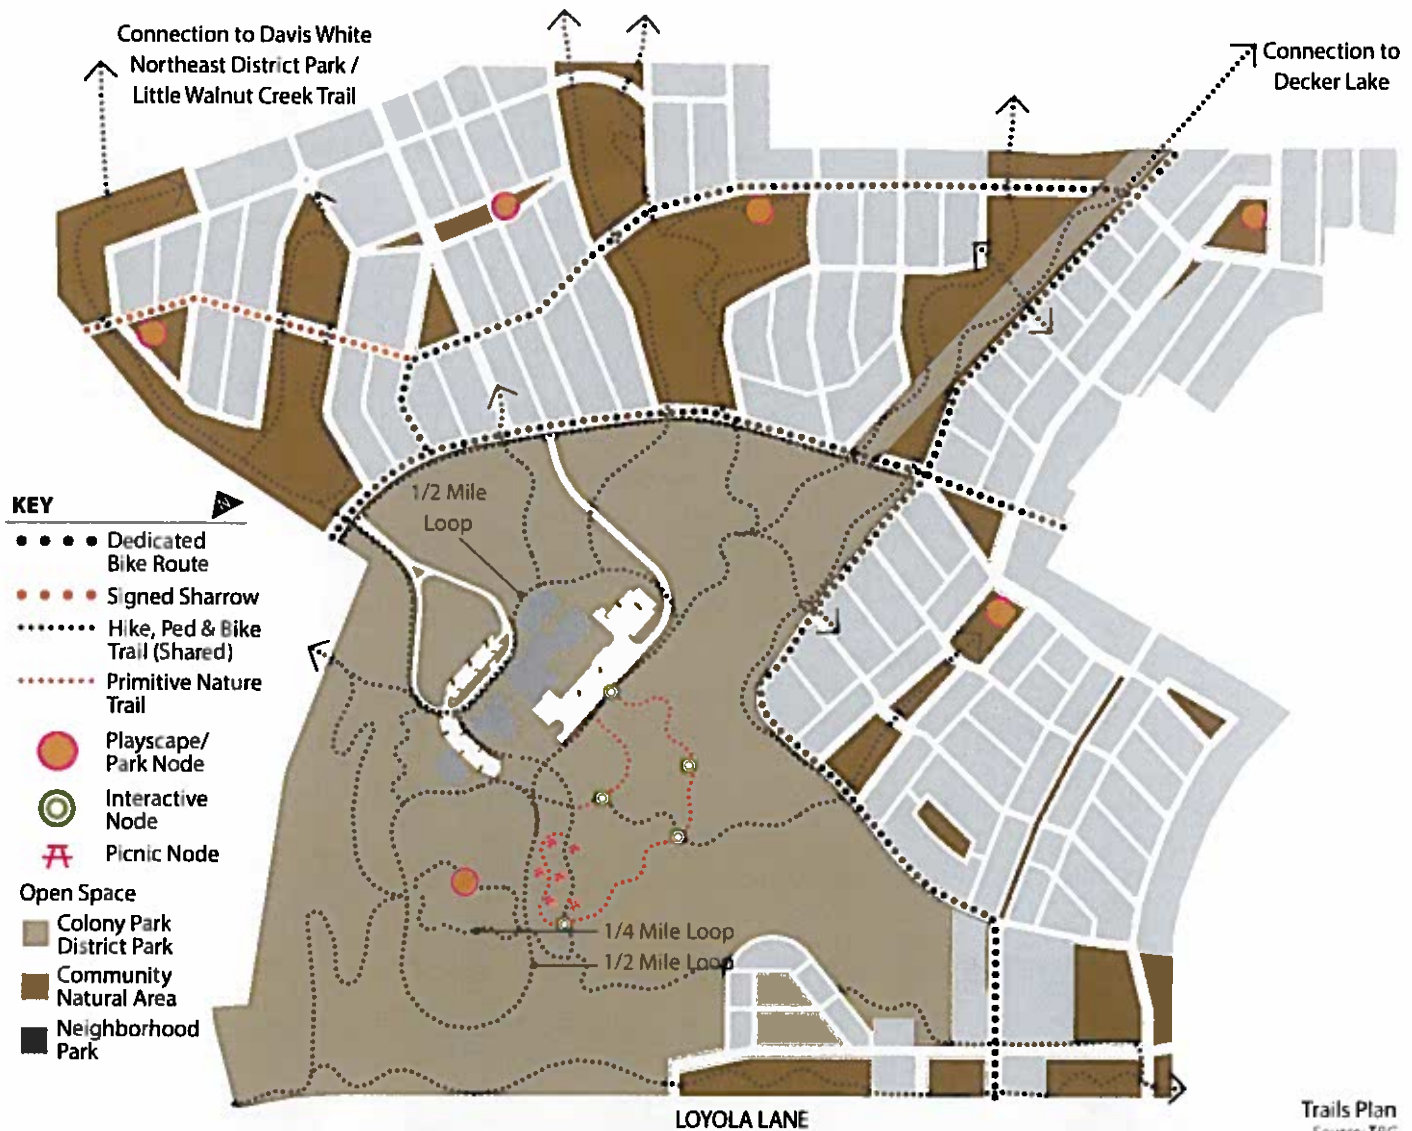 Connection to Davis White
Northeast District Park /
Little Walnut Creek Trail
Connection to
Decker Lake
1/2 Mile
Loop
KEY
Dedicated
Bike Route
Signed Sharrow
Hike, Ped & Bike
Trail (Shared)
Primitive Nature
Trail
Playscape/
Park Node
Interactive
Node
Picnic Node
Open Space
Colony Park
District Park
Community
Natural Area
Neighborhood
Park
1/4 Mile Loop
1/2 Mile Loop
LOYOLA LANE
Trails Plan
Source: TBG